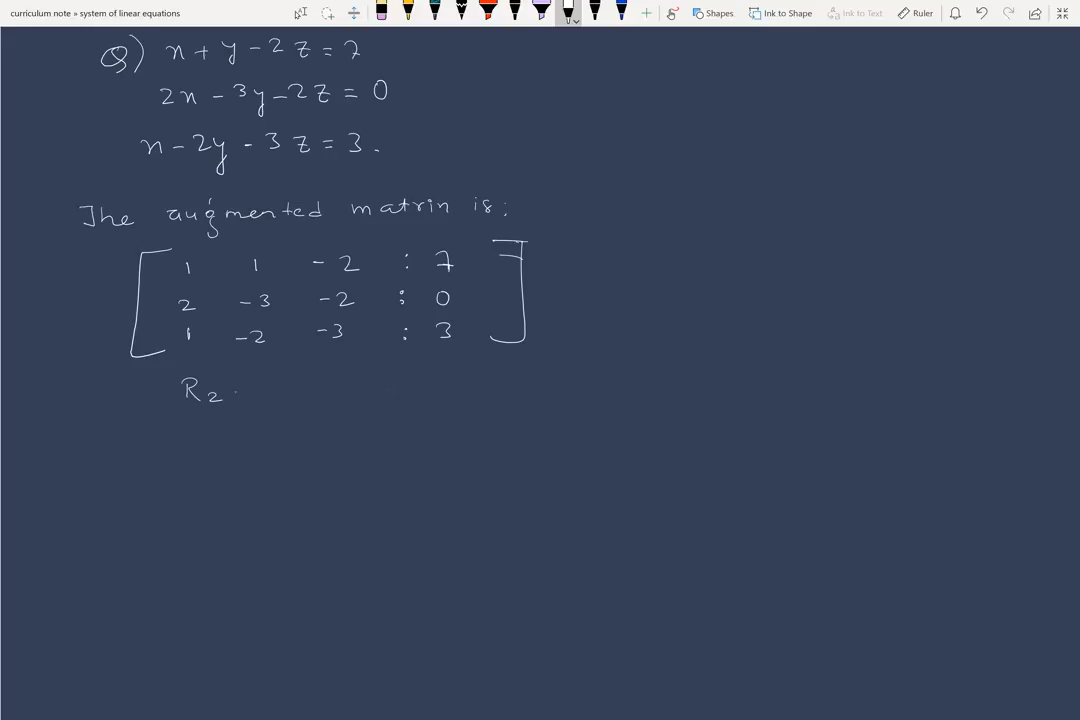 curriculum note » system of linear equations
Shapes Ink to Shape Ink to Text Ruler
Q) x + y - 2z = 7
2x - 3y - 2z = 0
x - 2y - 3z = 3.
The augmented matrix is:
1 1 -2 : 7
2 -3 -2 : 0
1 -2 -3 : 3
R2